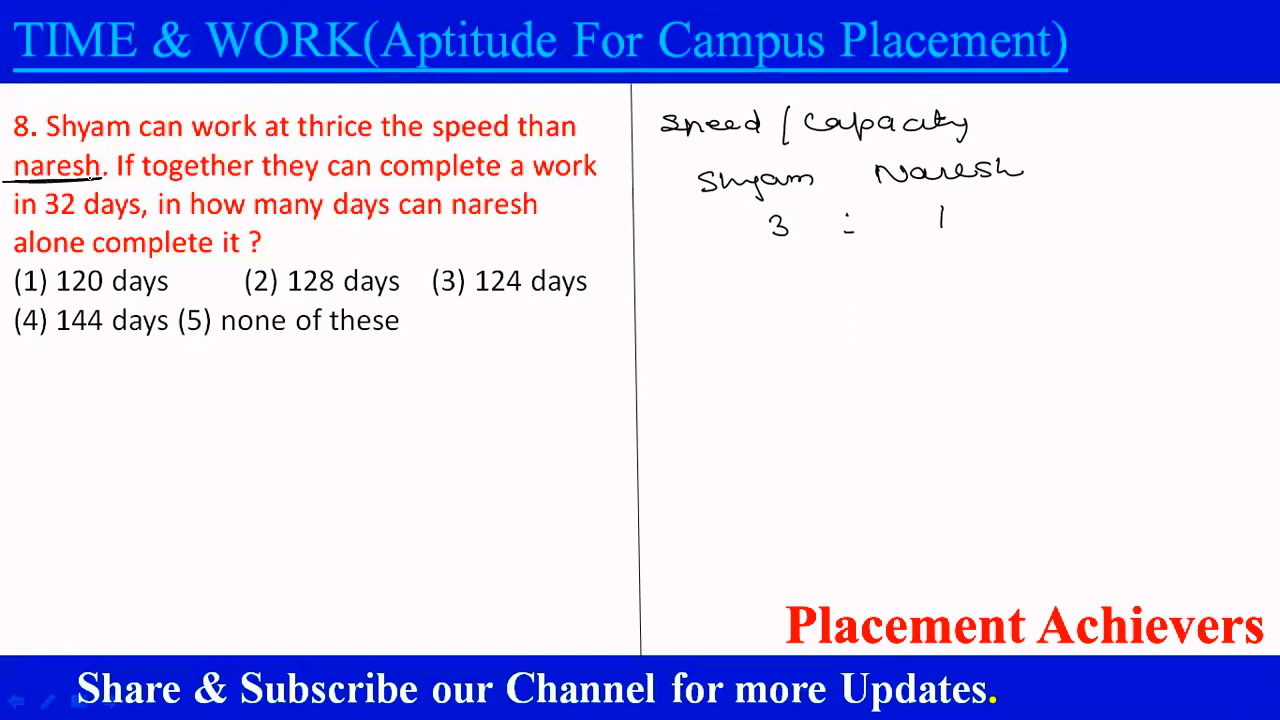 TIME & WORK(Aptitude For Campus Placement)
8. Shyam can work at thrice the speed than
naresh. If together they can complete a work
in 32 days, in how many days can naresh
alone complete it ?
(1) 120 days (2) 128 days (3) 124 days
(4) 144 days (5) none of these
Speed / Capacity
Shyam Naresh
3 : 1
Placement Achievers
Share & Subscribe our Channel for more Updates.